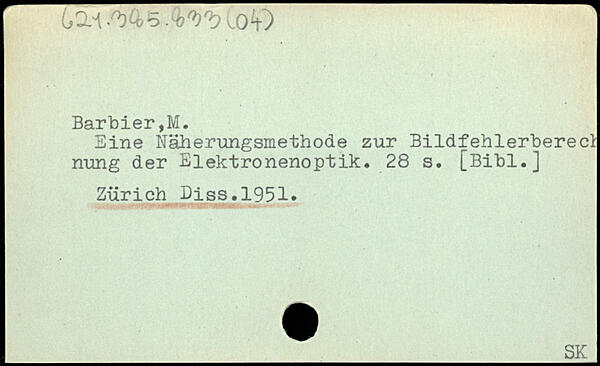 621.385.833(04)
Barbier,M.
Eine Näherungsmethode zur Bildfehlerberech
nung der Elektronenoptik. 28 s. [Bibl.]
Zürich Diss.1951.
SK